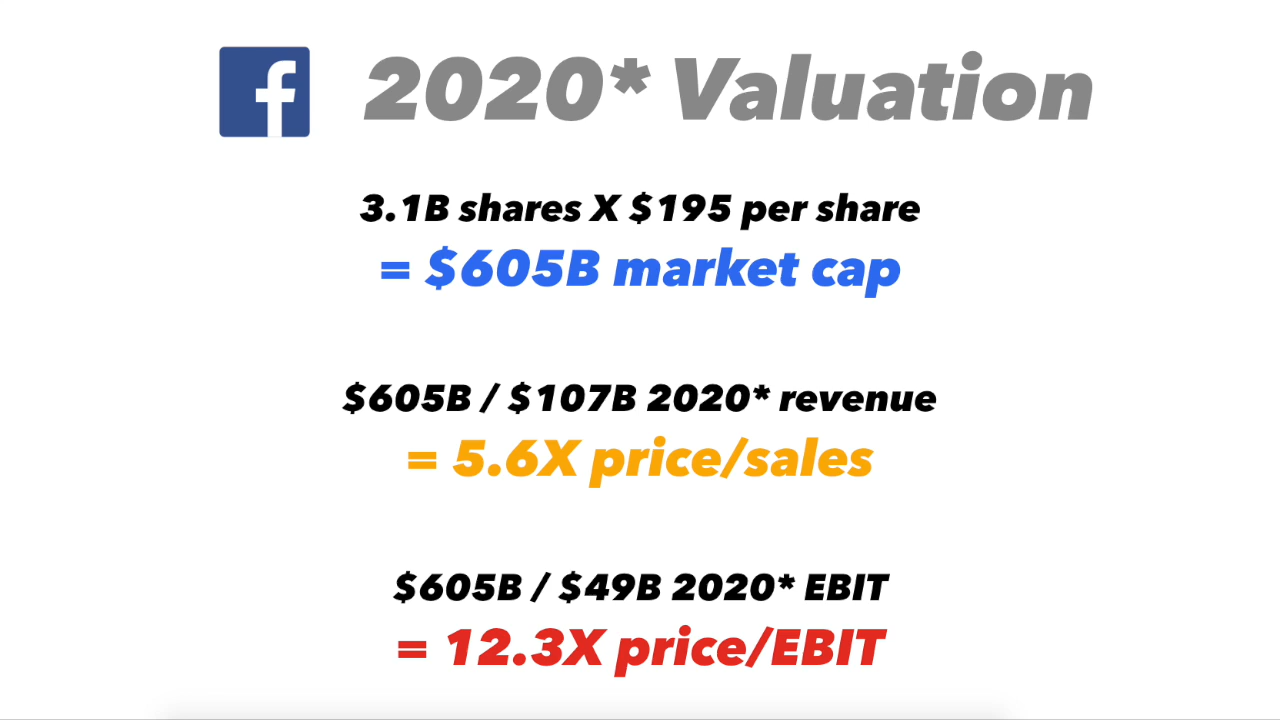 f 2020* Valuation
3.1B shares X $195 per share
= $605B market cap
$605B / $107B 2020* revenue
= 5.6X price/sales
$605B / $49B 2020* EBIT
= 12.3X price/EBIT